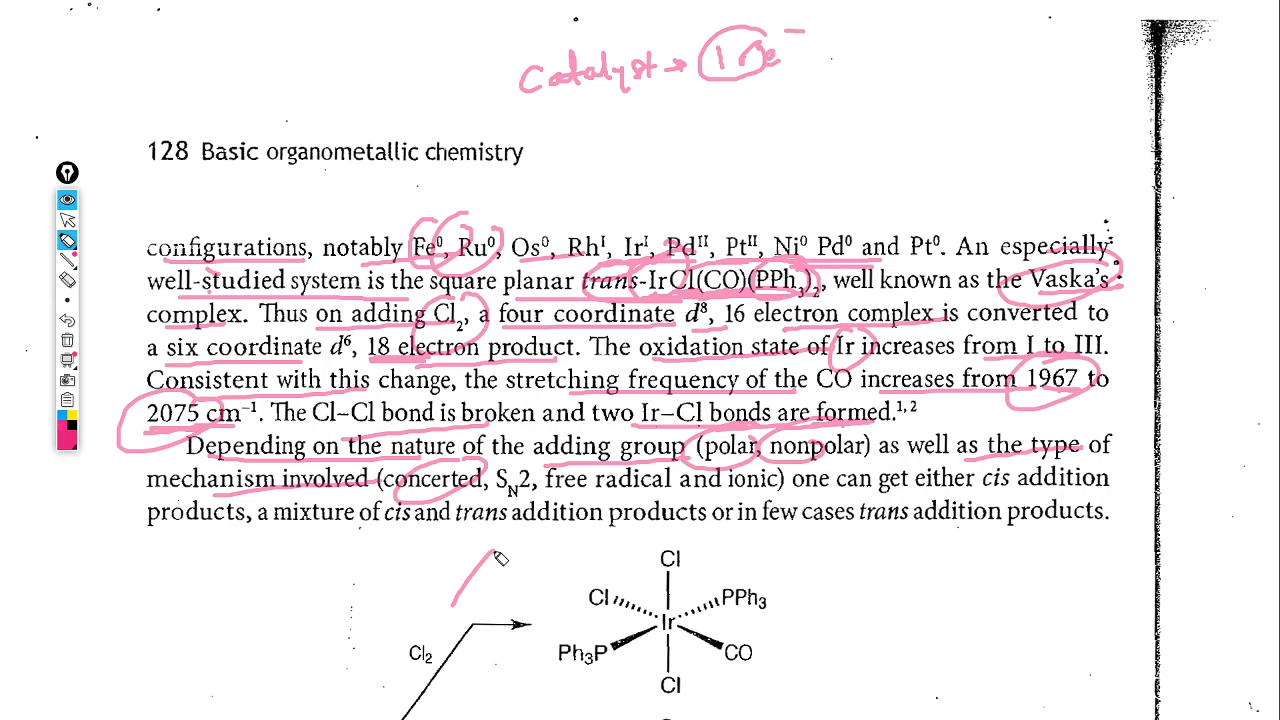 Catalyst → 18e⁻
128 Basic organometallic chemistry
configurations, notably Fe⁰, Ru⁰, Os⁰, Rhᴵ, Irᴵ, Pdᴵᴵ, Ptᴵᴵ, Ni⁰ Pd⁰ and Pt⁰. An especially
well-studied system is the square planar trans-IrCl(CO)(PPh₃)₂, well known as the Vaska's
complex. Thus on adding Cl₂, a four coordinate d⁸, 16 electron complex is converted to
a six coordinate d⁶, 18 electron product. The oxidation state of Ir increases from I to III.
Consistent with this change, the stretching frequency of the CO increases from 1967 to
2075 cm⁻¹. The Cl–Cl bond is broken and two Ir–Cl bonds are formed.¹,²
Depending on the nature of the adding group (polar, nonpolar) as well as the type of
mechanism involved (concerted, S_N2, free radical and ionic) one can get either cis addition
products, a mixture of cis and trans addition products or in few cases trans addition products.
Cl
Cl PPh₃
Ir
Cl₂ Ph₃P CO
Cl